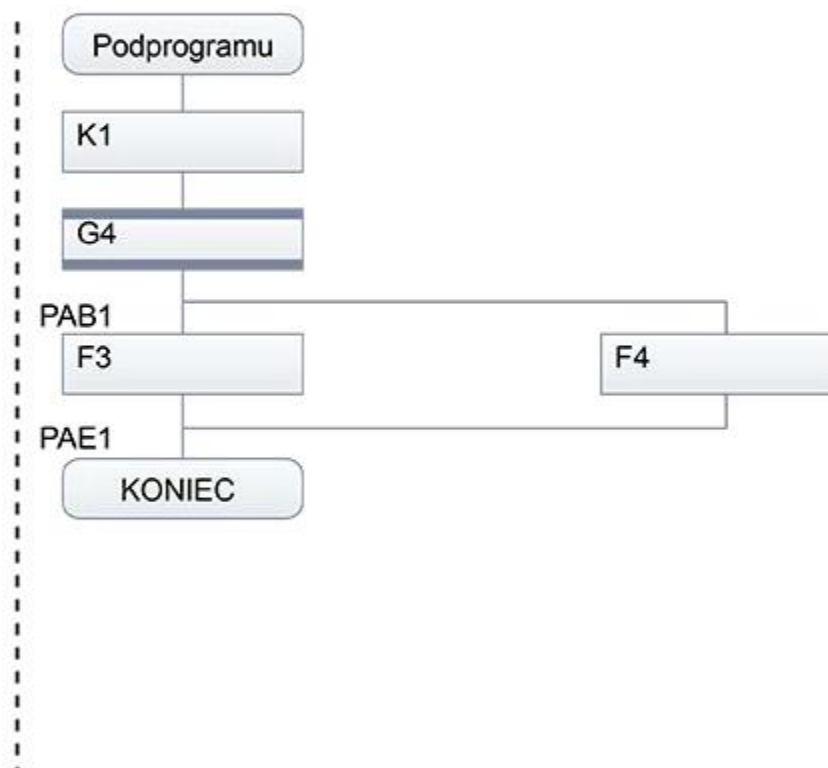 Podprogramu
K1
G4
PAB1
F3
F4
PAE1
KONIEC